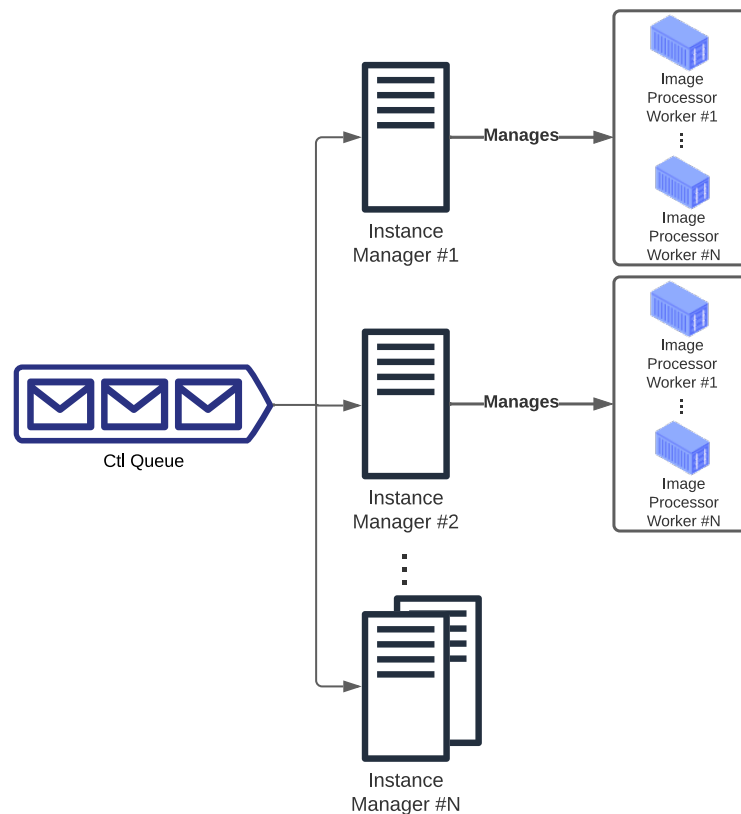 Image
Processor
Worker #1
Manages
Image
Processor
Worker #N
Instance
Manager #1
Image
Processor
Worker #1
Manages
Ctl Queue
Image
Processor
Worker #N
Instance
Manager #2
Instance
Manager #N